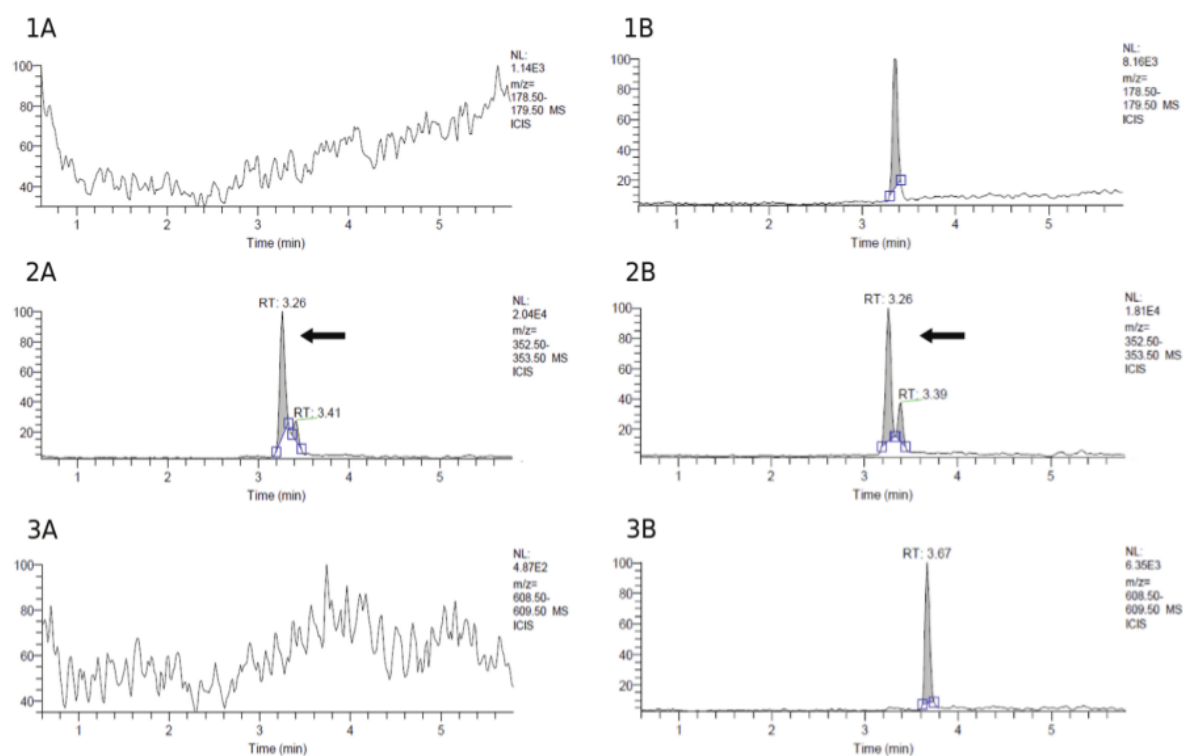 1A
NL:
1.14E3
m/z=
178.50-
179.50 MS
ICIS
100
80
60
40
1 2 3 4 5
Time (min)
1B
NL:
8.16E3
m/z=
178.50-
179.50 MS
ICIS
100
80
60
40
20
1 2 3 4 5
Time (min)
2A
RT: 3.26
RT: 3.41
NL:
2.04E4
m/z=
352.50-
353.50 MS
ICIS
100
80
60
40
20
1 2 3 4 5
Time (min)
2B
RT: 3.26
RT: 3.39
NL:
1.81E4
m/z=
352.50-
353.50 MS
ICIS
100
80
60
40
20
1 2 3 4 5
Time (min)
3A
NL:
4.87E2
m/z=
608.50-
609.50 MS
ICIS
100
80
60
40
1 2 3 4 5
Time (min)
3B
RT: 3.67
NL:
6.35E3
m/z=
608.50-
609.50 MS
ICIS
100
80
60
40
20
1 2 3 4 5
Time (min)